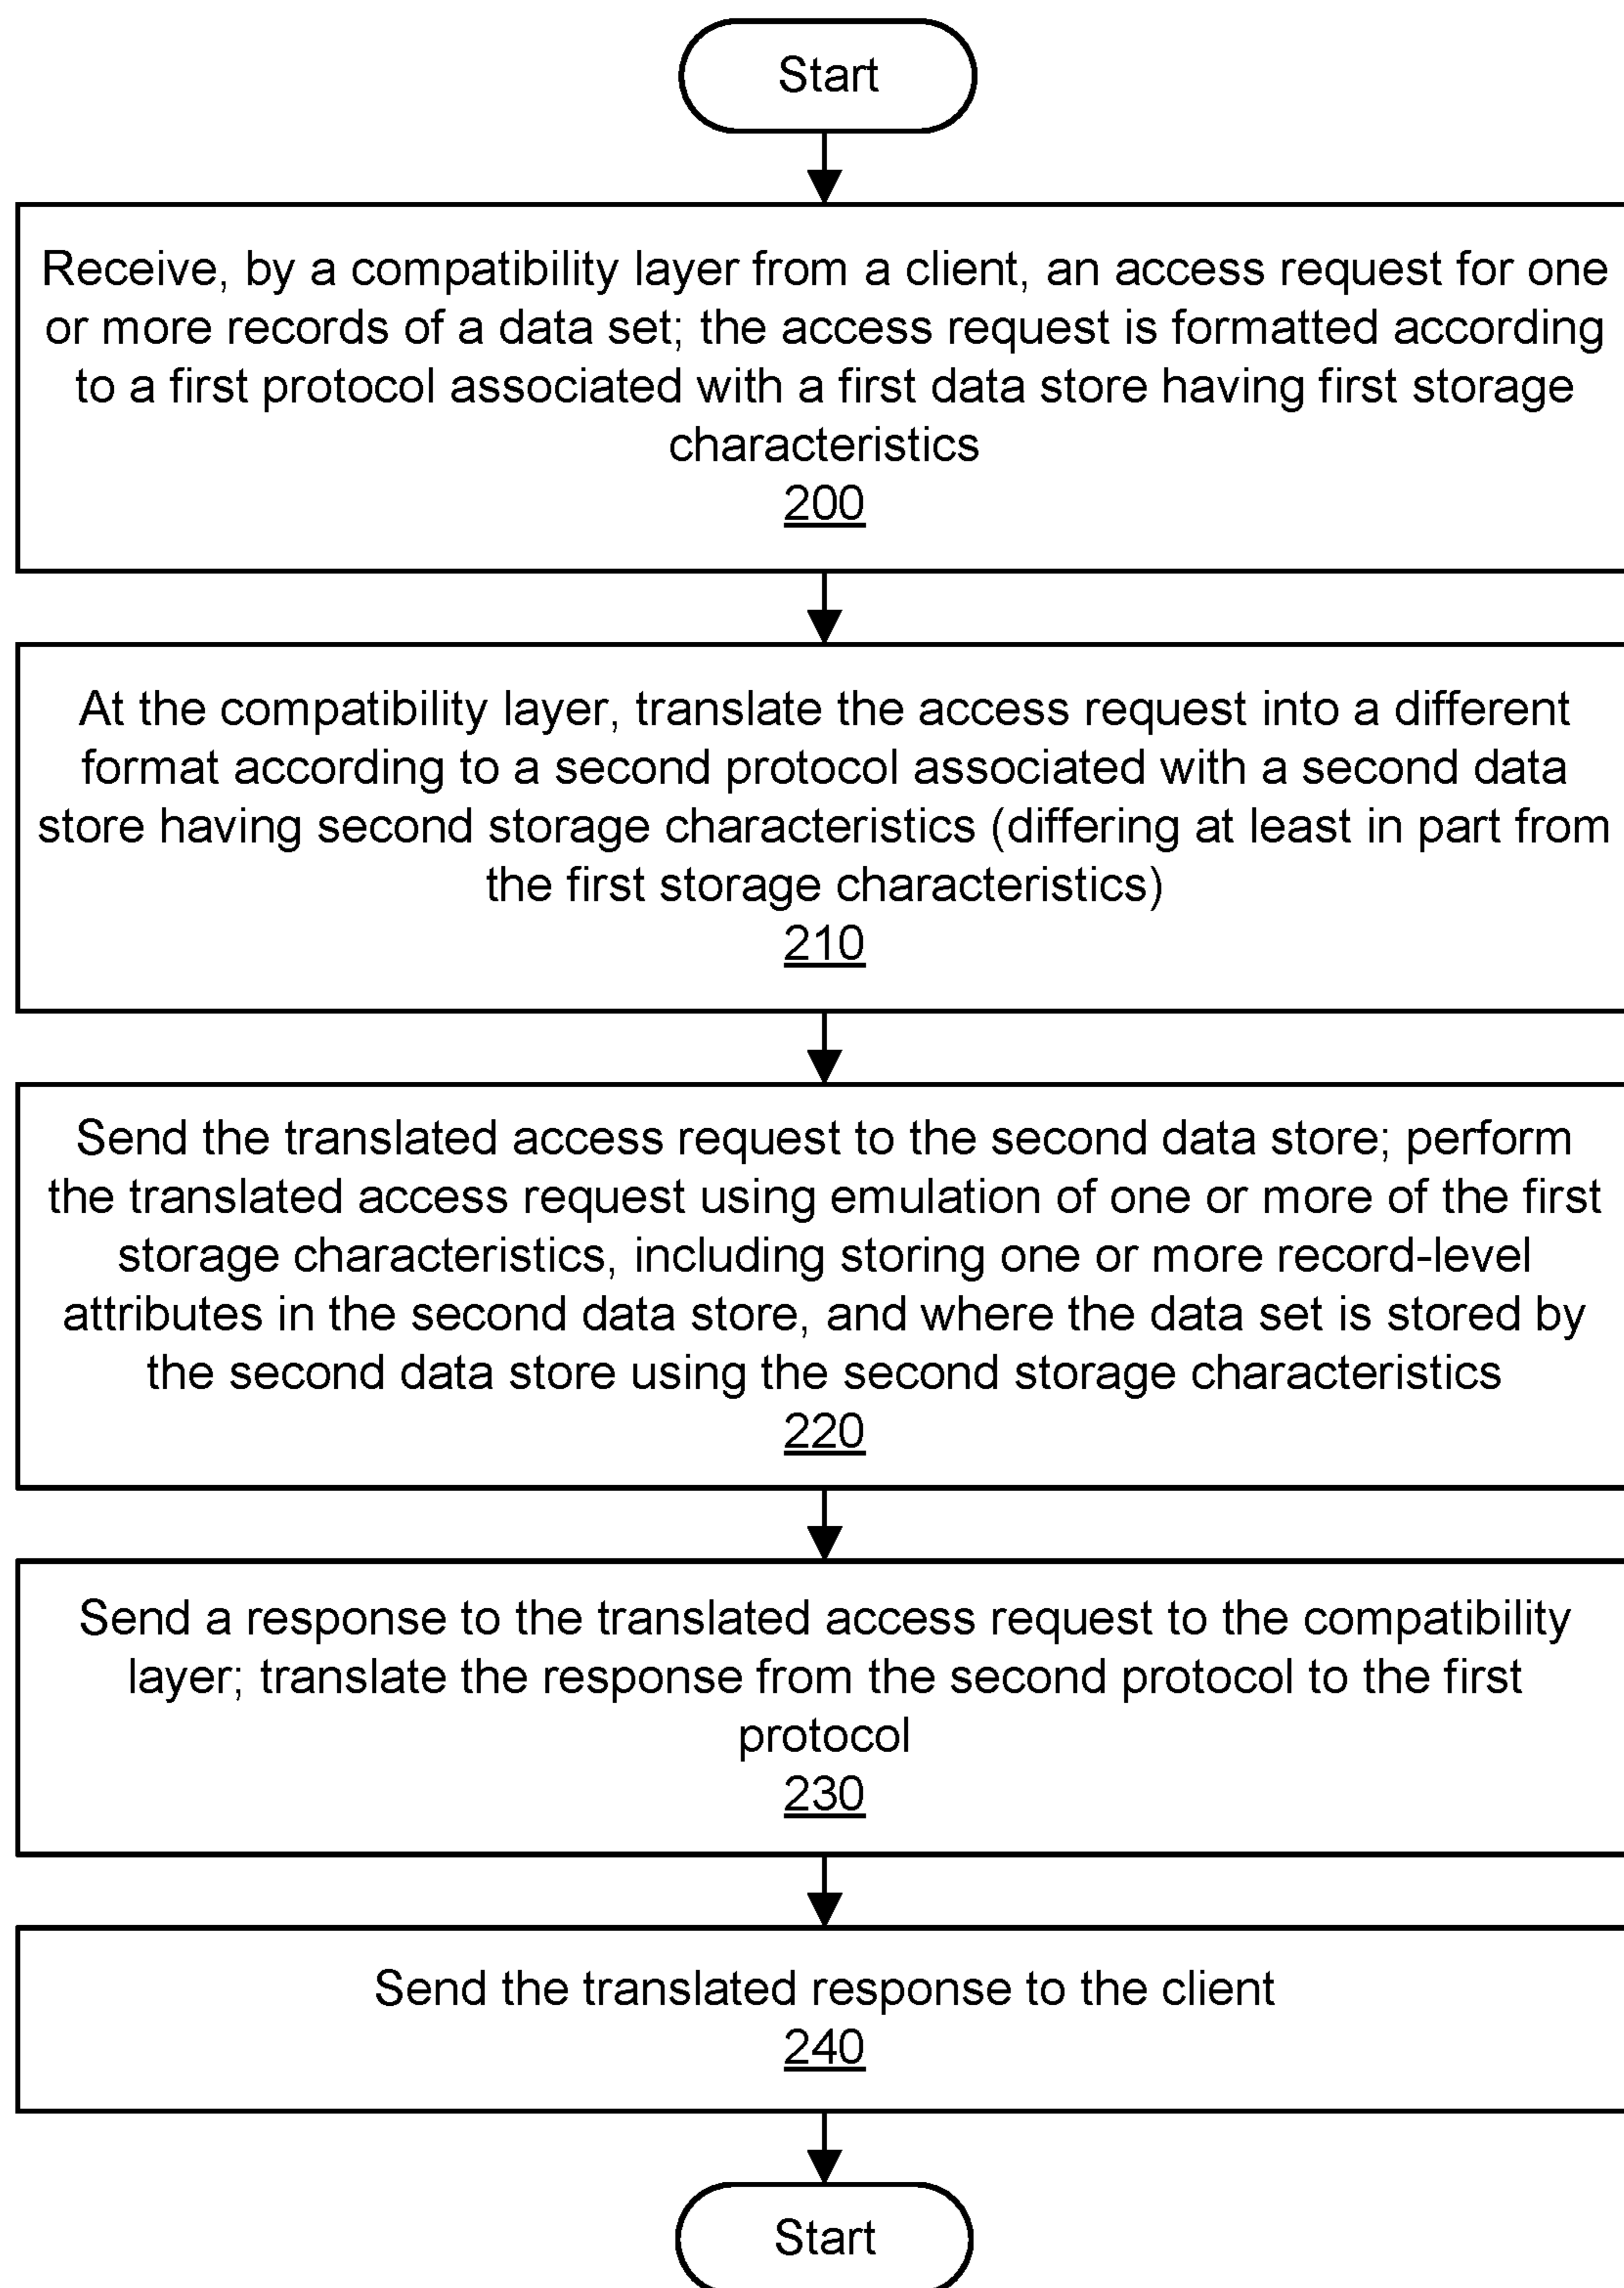 Start
Receive, by a compatibility layer from a client, an access request for one
or more records of a data set; the access request is formatted according
to a first protocol associated with a first data store having first storage
characteristics
200
At the compatibility layer, translate the access request into a different
format according to a second protocol associated with a second data
store having second storage characteristics (differing at least in part from
the first storage characteristics)
210
Send the translated access request to the second data store; perform
the translated access request using emulation of one or more of the first
storage characteristics, including storing one or more record-level
attributes in the second data store, and where the data set is stored by
the second data store using the second storage characteristics
220
Send a response to the translated access request to the compatibility
layer; translate the response from the second protocol to the first
protocol
230
Send the translated response to the client
240
Start